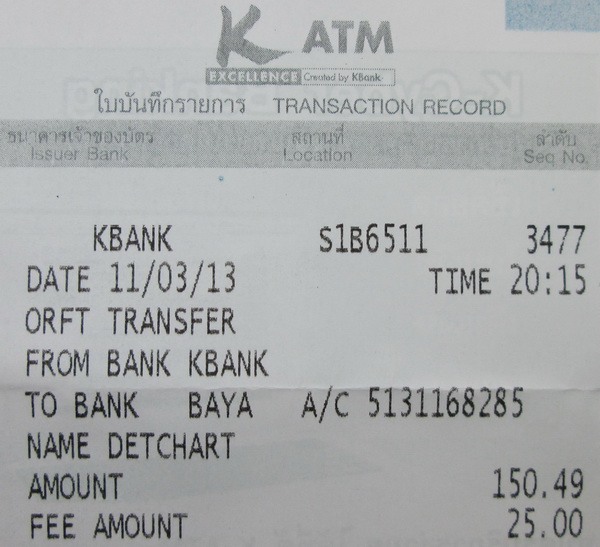 K ATM
EXCELLENCE Created by KBank
ใบบันทึกรายการ TRANSACTION RECORD
ธนาคารเจ้าของบัตร สถานที่ ลำดับ
Issuer Bank Location Seq No.
KBANK S1B6511 3477
DATE 11/03/13 TIME 20:15
ORFT TRANSFER
FROM BANK KBANK
TO BANK BAYA A/C 5131168285
NAME DETCHART
AMOUNT 150.49
FEE AMOUNT 25.00